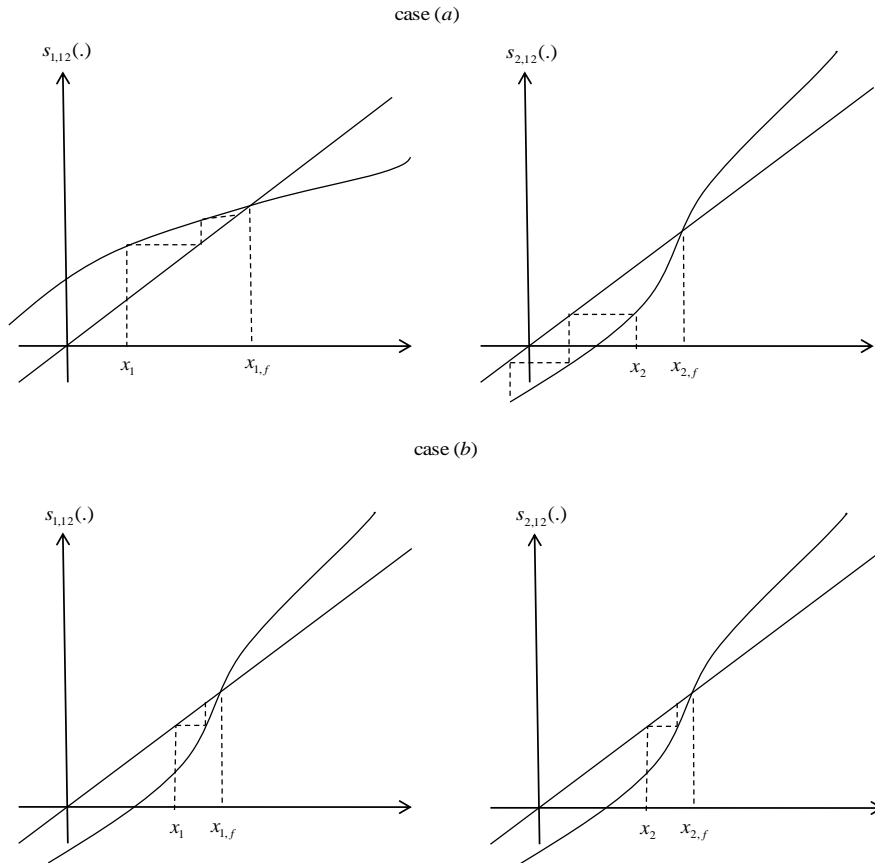 case (a)
s1,12(.)
s2,12(.)
x1
x1,f
x2
x2,f
case (b)
s1,12(.)
s2,12(.)
x1
x1,f
x2
x2,f